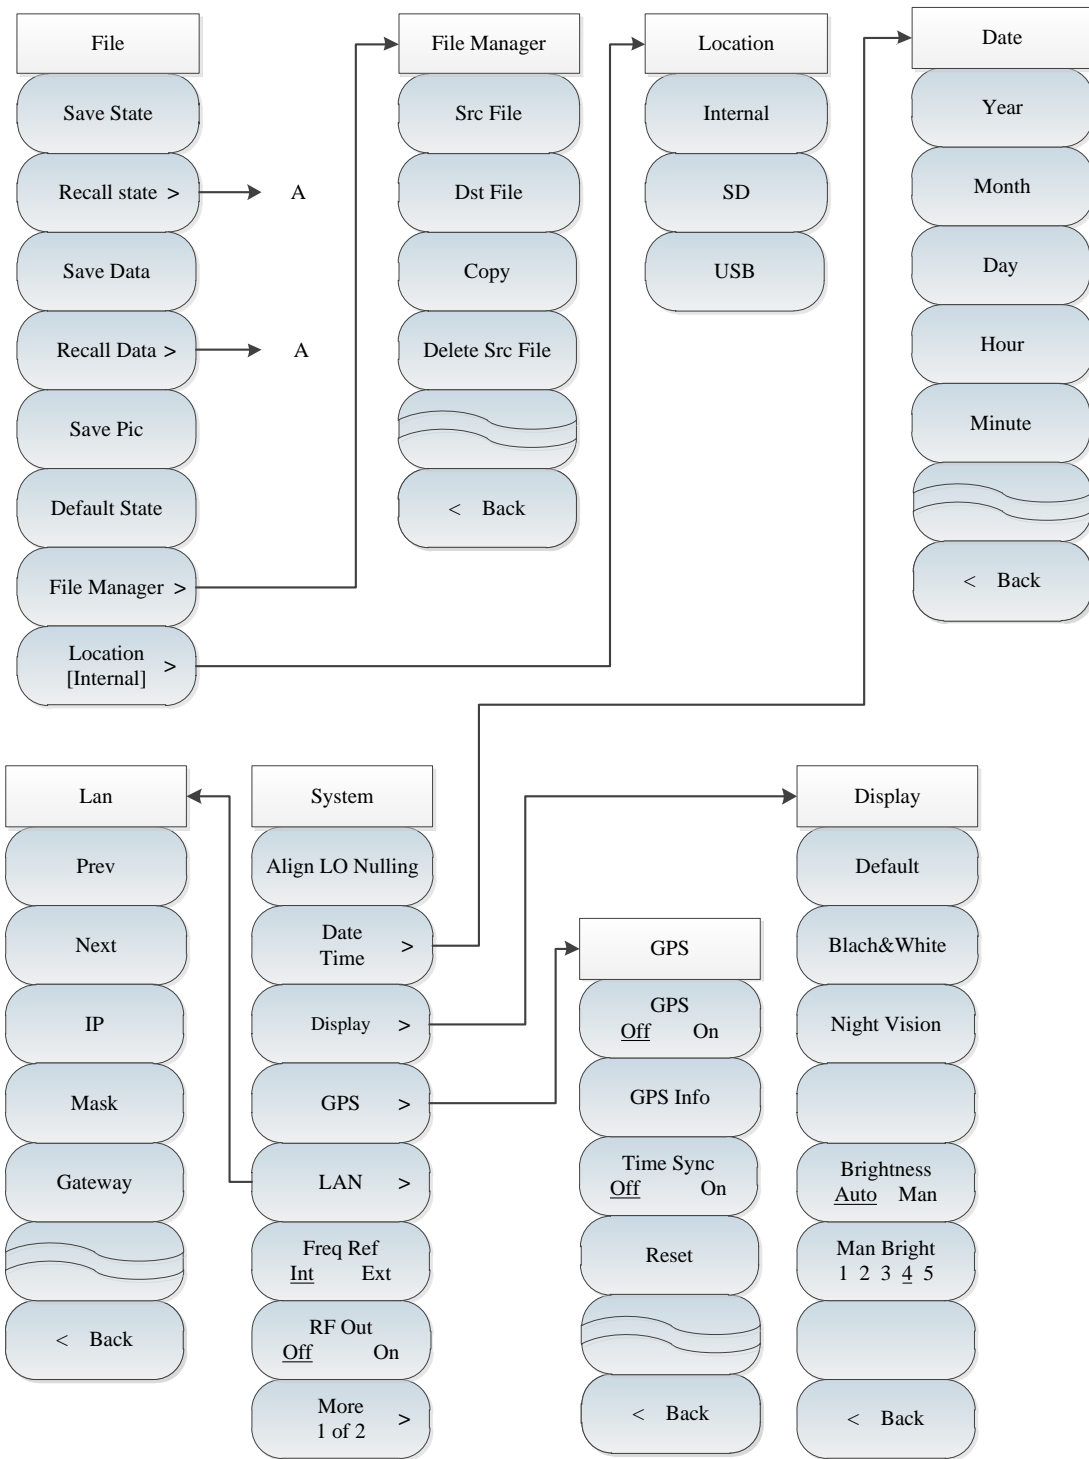 File
Save State
Recall state >
A
Save Data
Recall Data >
A
Save Pic
Default State
File Manager >
Location >
[Internal]
File Manager
Src File
Dst File
Copy
Delete Src File
< Back
Location
Internal
SD
USB
Date
Year
Month
Day
Hour
Minute
< Back
Lan
Prev
Next
IP
Mask
Gateway
< Back
System
Align LO Nulling
Date >
Time
Display >
GPS >
LAN >
Freq Ref
Int Ext
RF Out
Off On
More >
1 of 2
GPS
GPS
Off On
GPS Info
Time Sync
Off On
Reset
< Back
Display
Default
Blach&White
Night Vision
Brightness
Auto Man
Man Bright
1 2 3 4 5
< Back